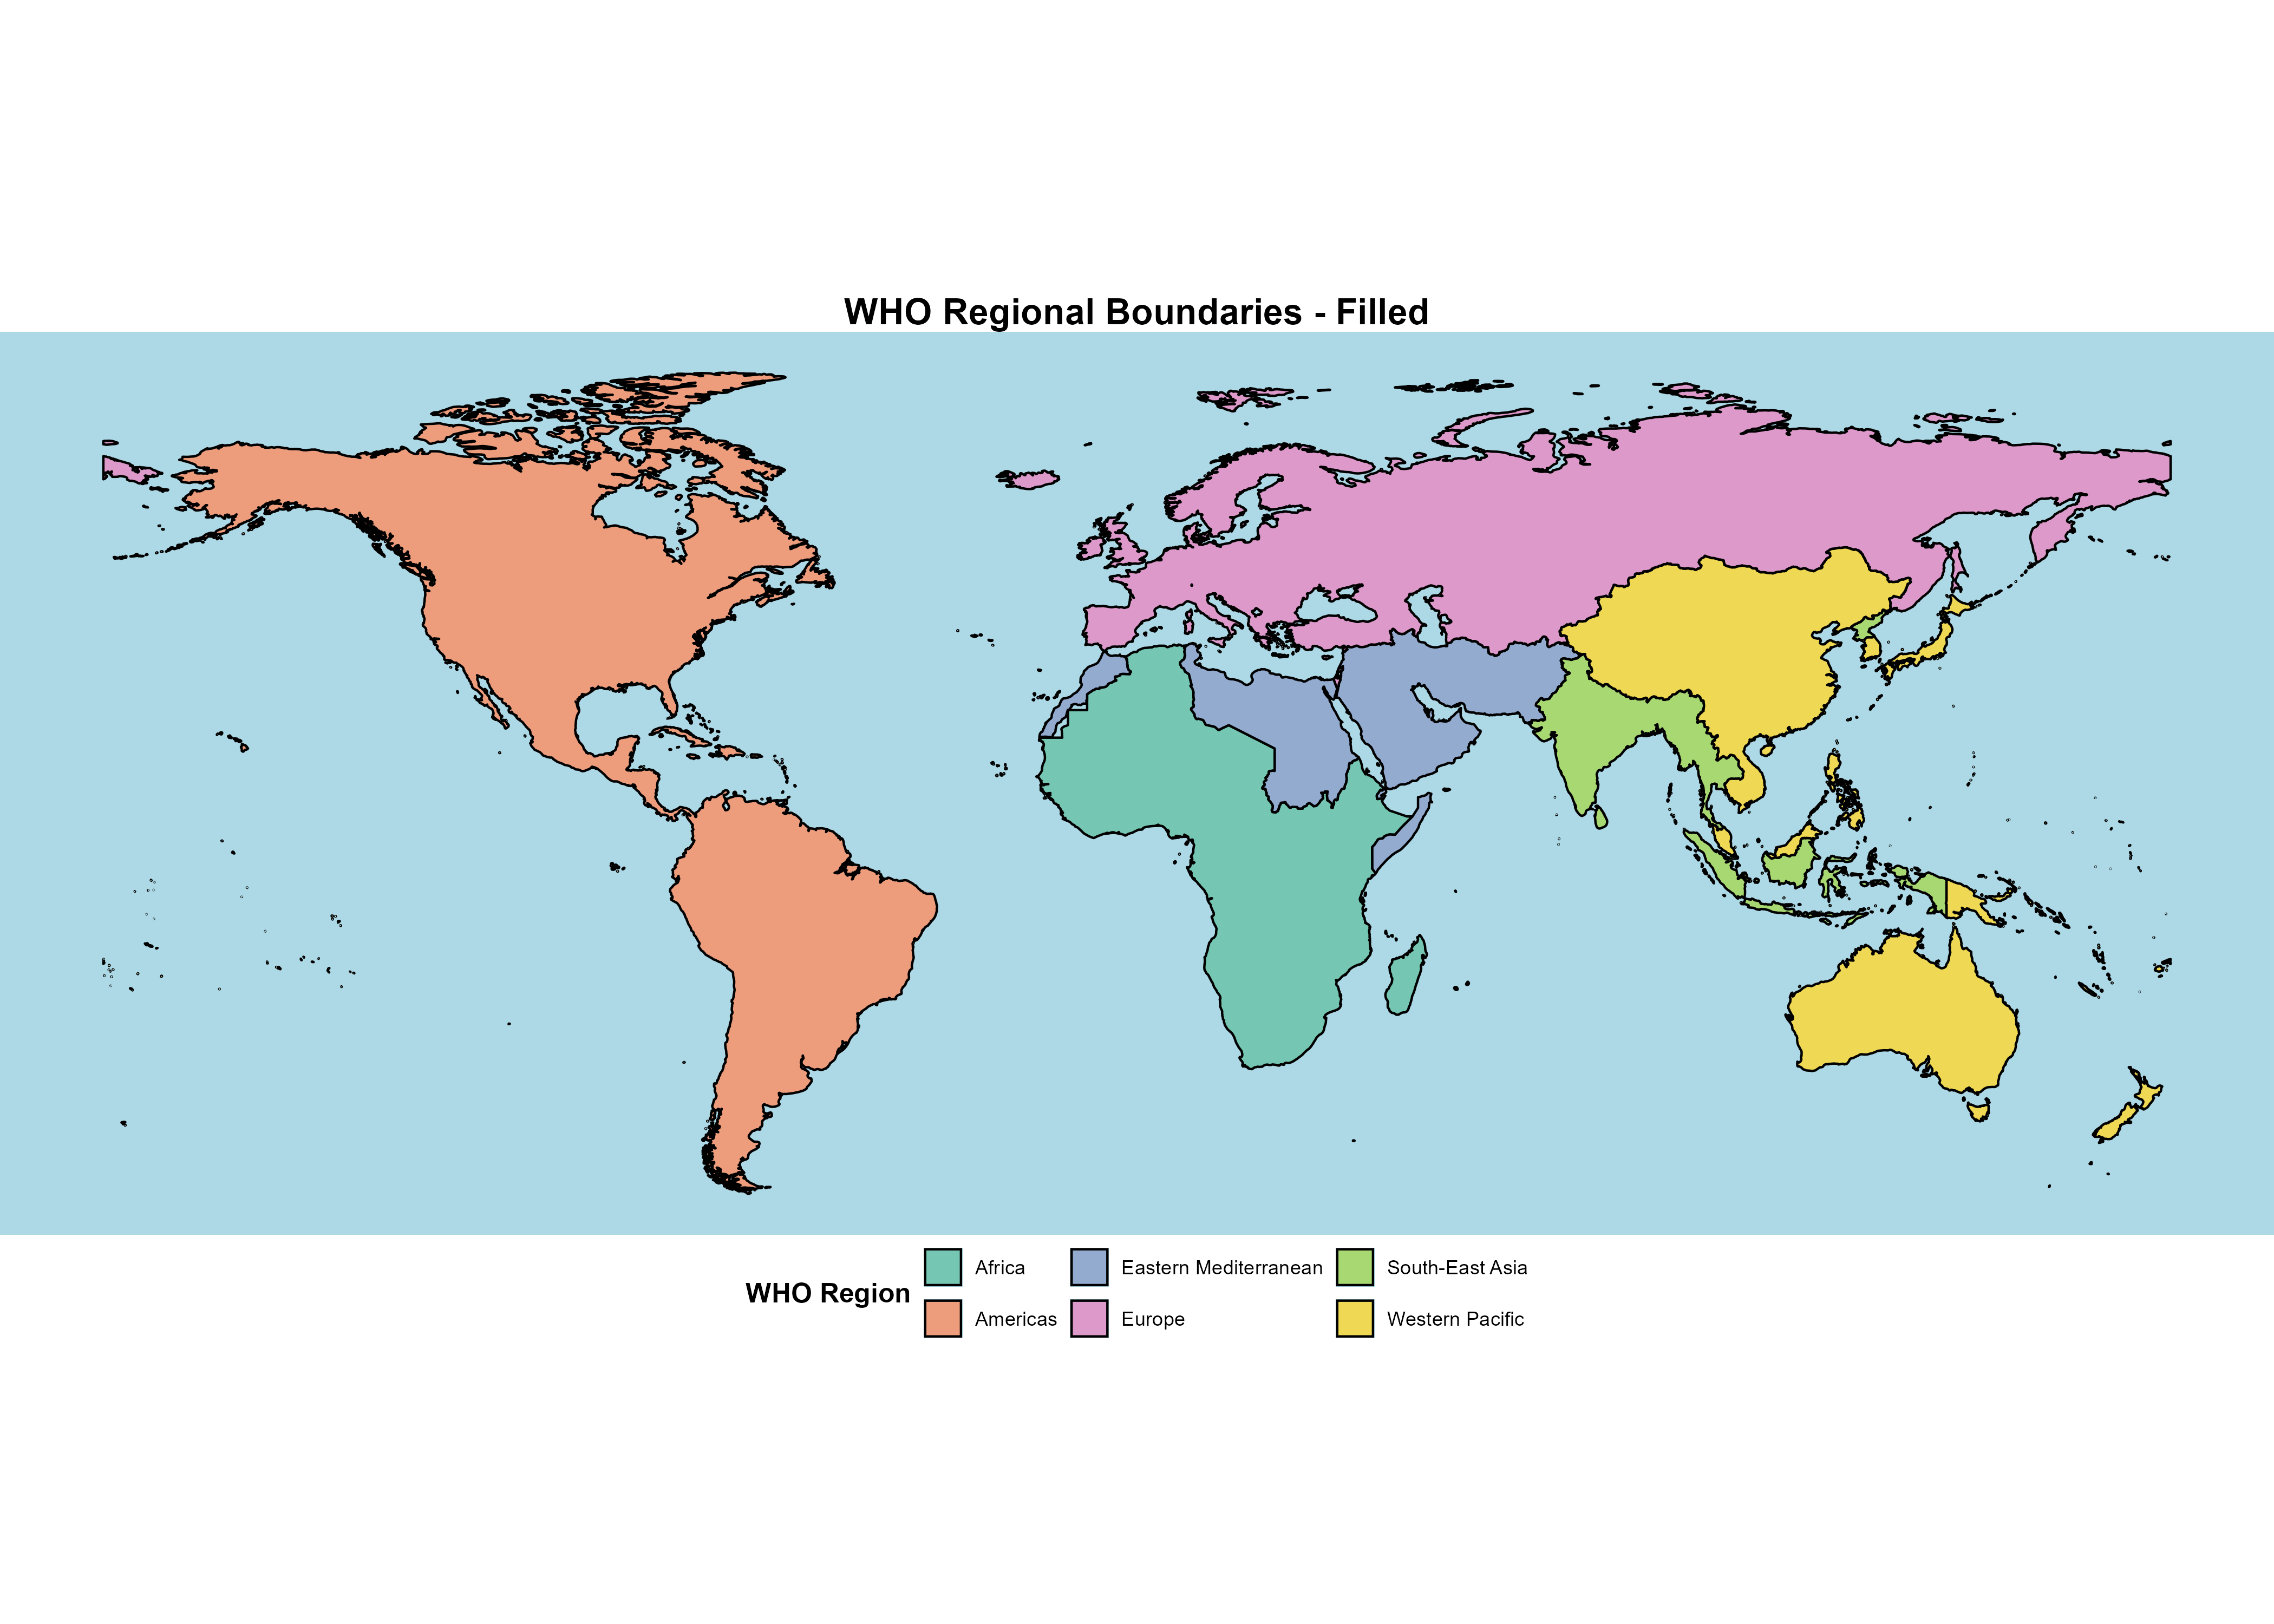 WHO Regional Boundaries - Filled
WHO Region
Africa
Eastern Mediterranean
South-East Asia
Americas
Europe
Western Pacific